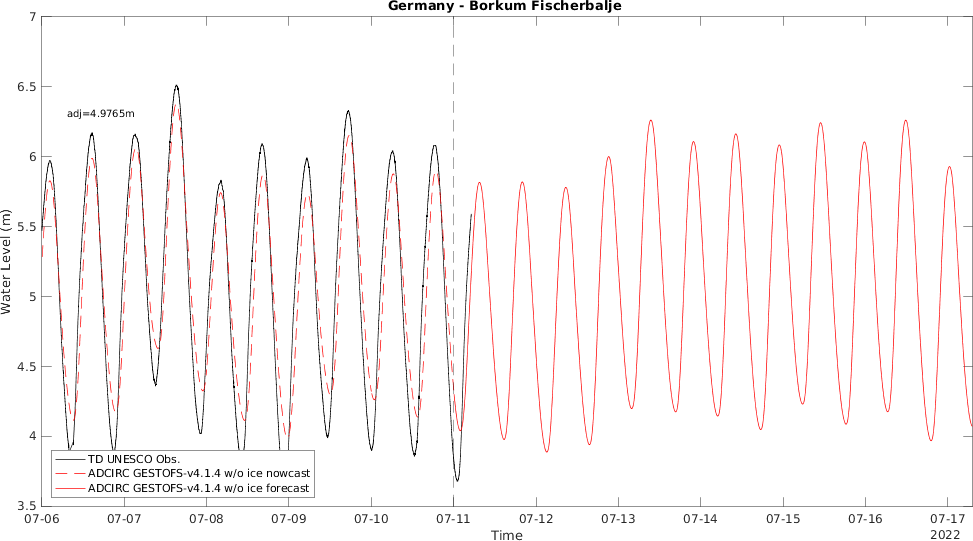 Germany - Borkum Fischerbalje
7
6.5
adj=4.9765m
6
5.5
Water Level (m)
5
4.5
4
TD UNESCO Obs.
ADCIRC GESTOFS-v4.1.4 w/o ice nowcast
ADCIRC GESTOFS-v4.1.4 w/o ice forecast
3.5
07-06 07-07 07-08 07-09 07-10 07-11 07-12 07-13 07-14 07-15 07-16 07-17
Time 2022